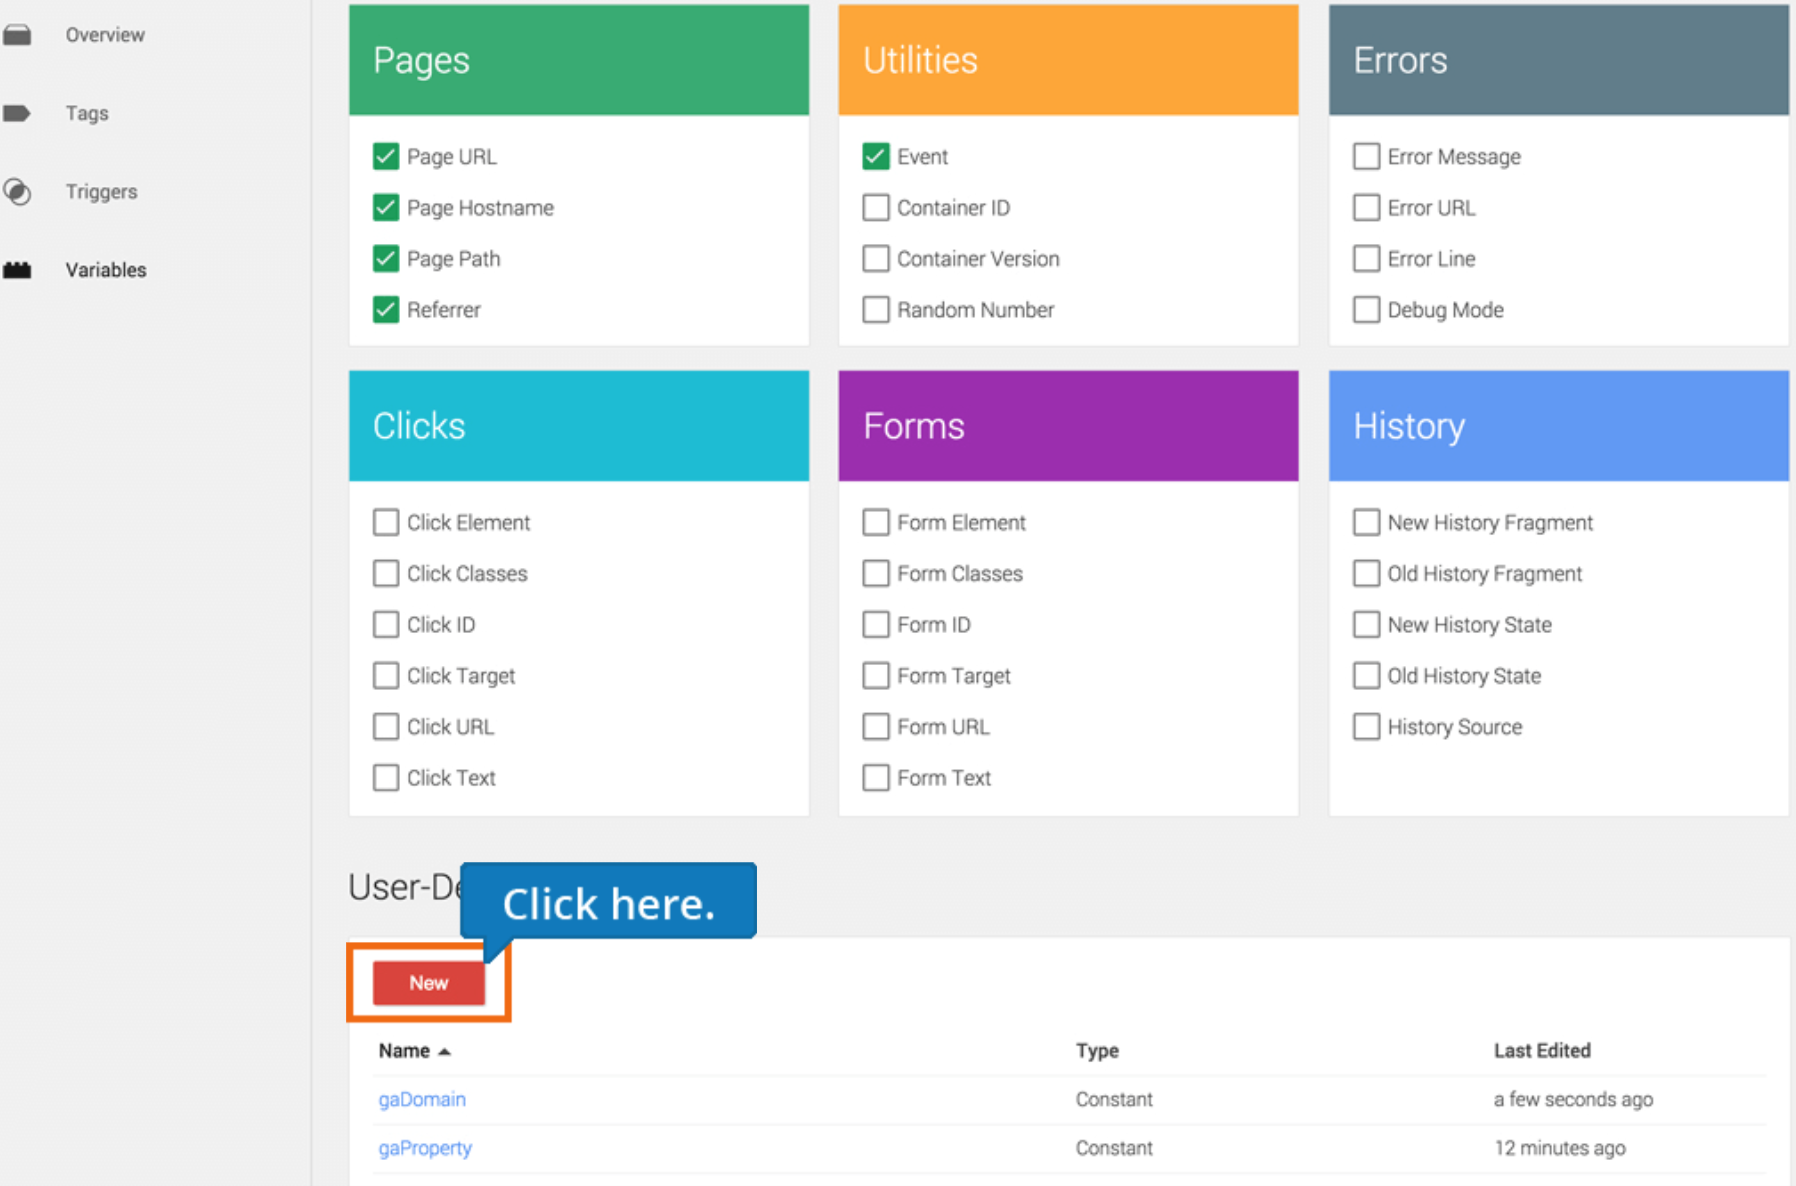 Overview
Tags
Triggers
Variables
Pages
Page URL
Page Hostname
Page Path
Referrer
Utilities
Event
Container ID
Container Version
Random Number
Errors
Error Message
Error URL
Error Line
Debug Mode
Clicks
Click Element
Click Classes
Click ID
Click Target
Click URL
Click Text
Forms
Form Element
Form Classes
Form ID
Form Target
Form URL
Form Text
History
New History Fragment
Old History Fragment
New History State
Old History State
History Source
User-De
Click here.
New
Name Type Last Edited
gaDomain Constant a few seconds ago
gaProperty Constant 12 minutes ago